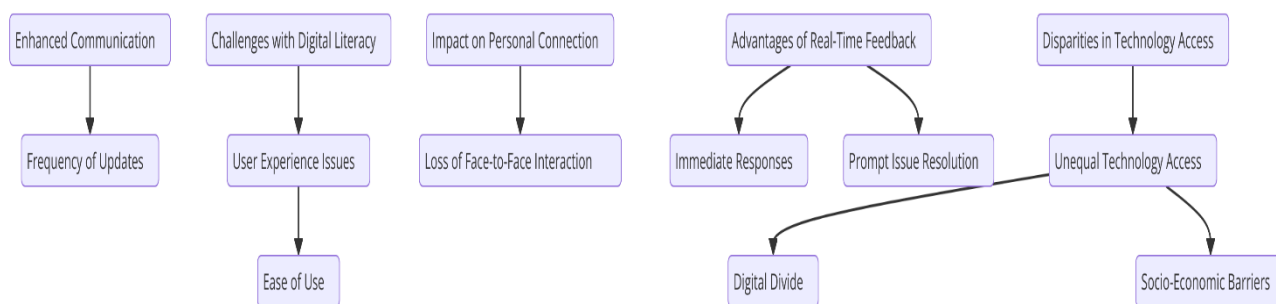 Enhanced Communication
Challenges with Digital Literacy
Impact on Personal Connection
Advantages of Real-Time Feedback
Disparities in Technology Access
Frequency of Updates
User Experience Issues
Loss of Face-to-Face Interaction
Immediate Responses
Prompt Issue Resolution
Unequal Technology Access
Ease of Use
Digital Divide
Socio-Economic Barriers